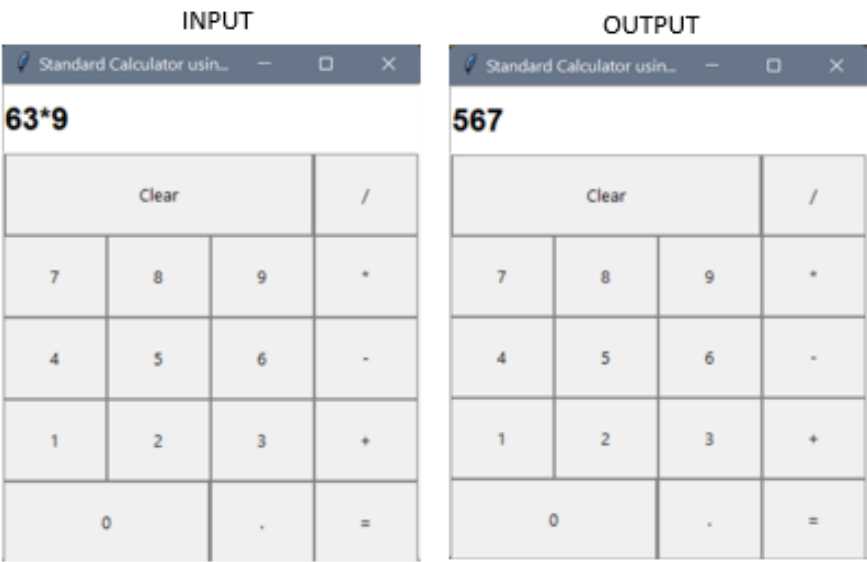 INPUT
Standard Calculator usin...
63*9
Clear /
7 8 9 *
4 5 6 -
1 2 3 +
0 . =
OUTPUT
Standard Calculator usin...
567
Clear /
7 8 9 *
4 5 6 -
1 2 3 +
0 . =